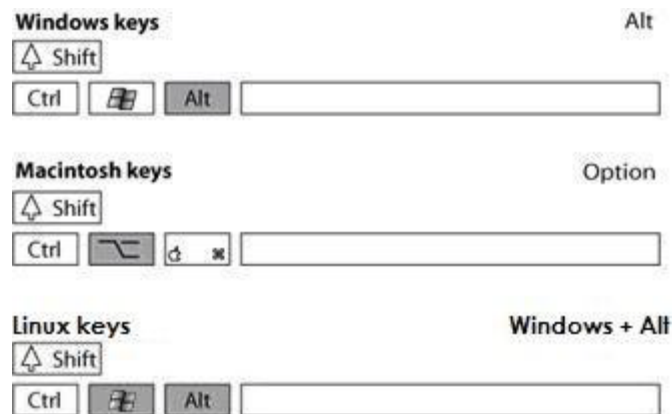 Windows keys Alt
Shift
Ctrl Alt
Macintosh keys Option
Shift
Ctrl ⌥ ⌘
Linux keys Windows + Alt
Shift
Ctrl Alt